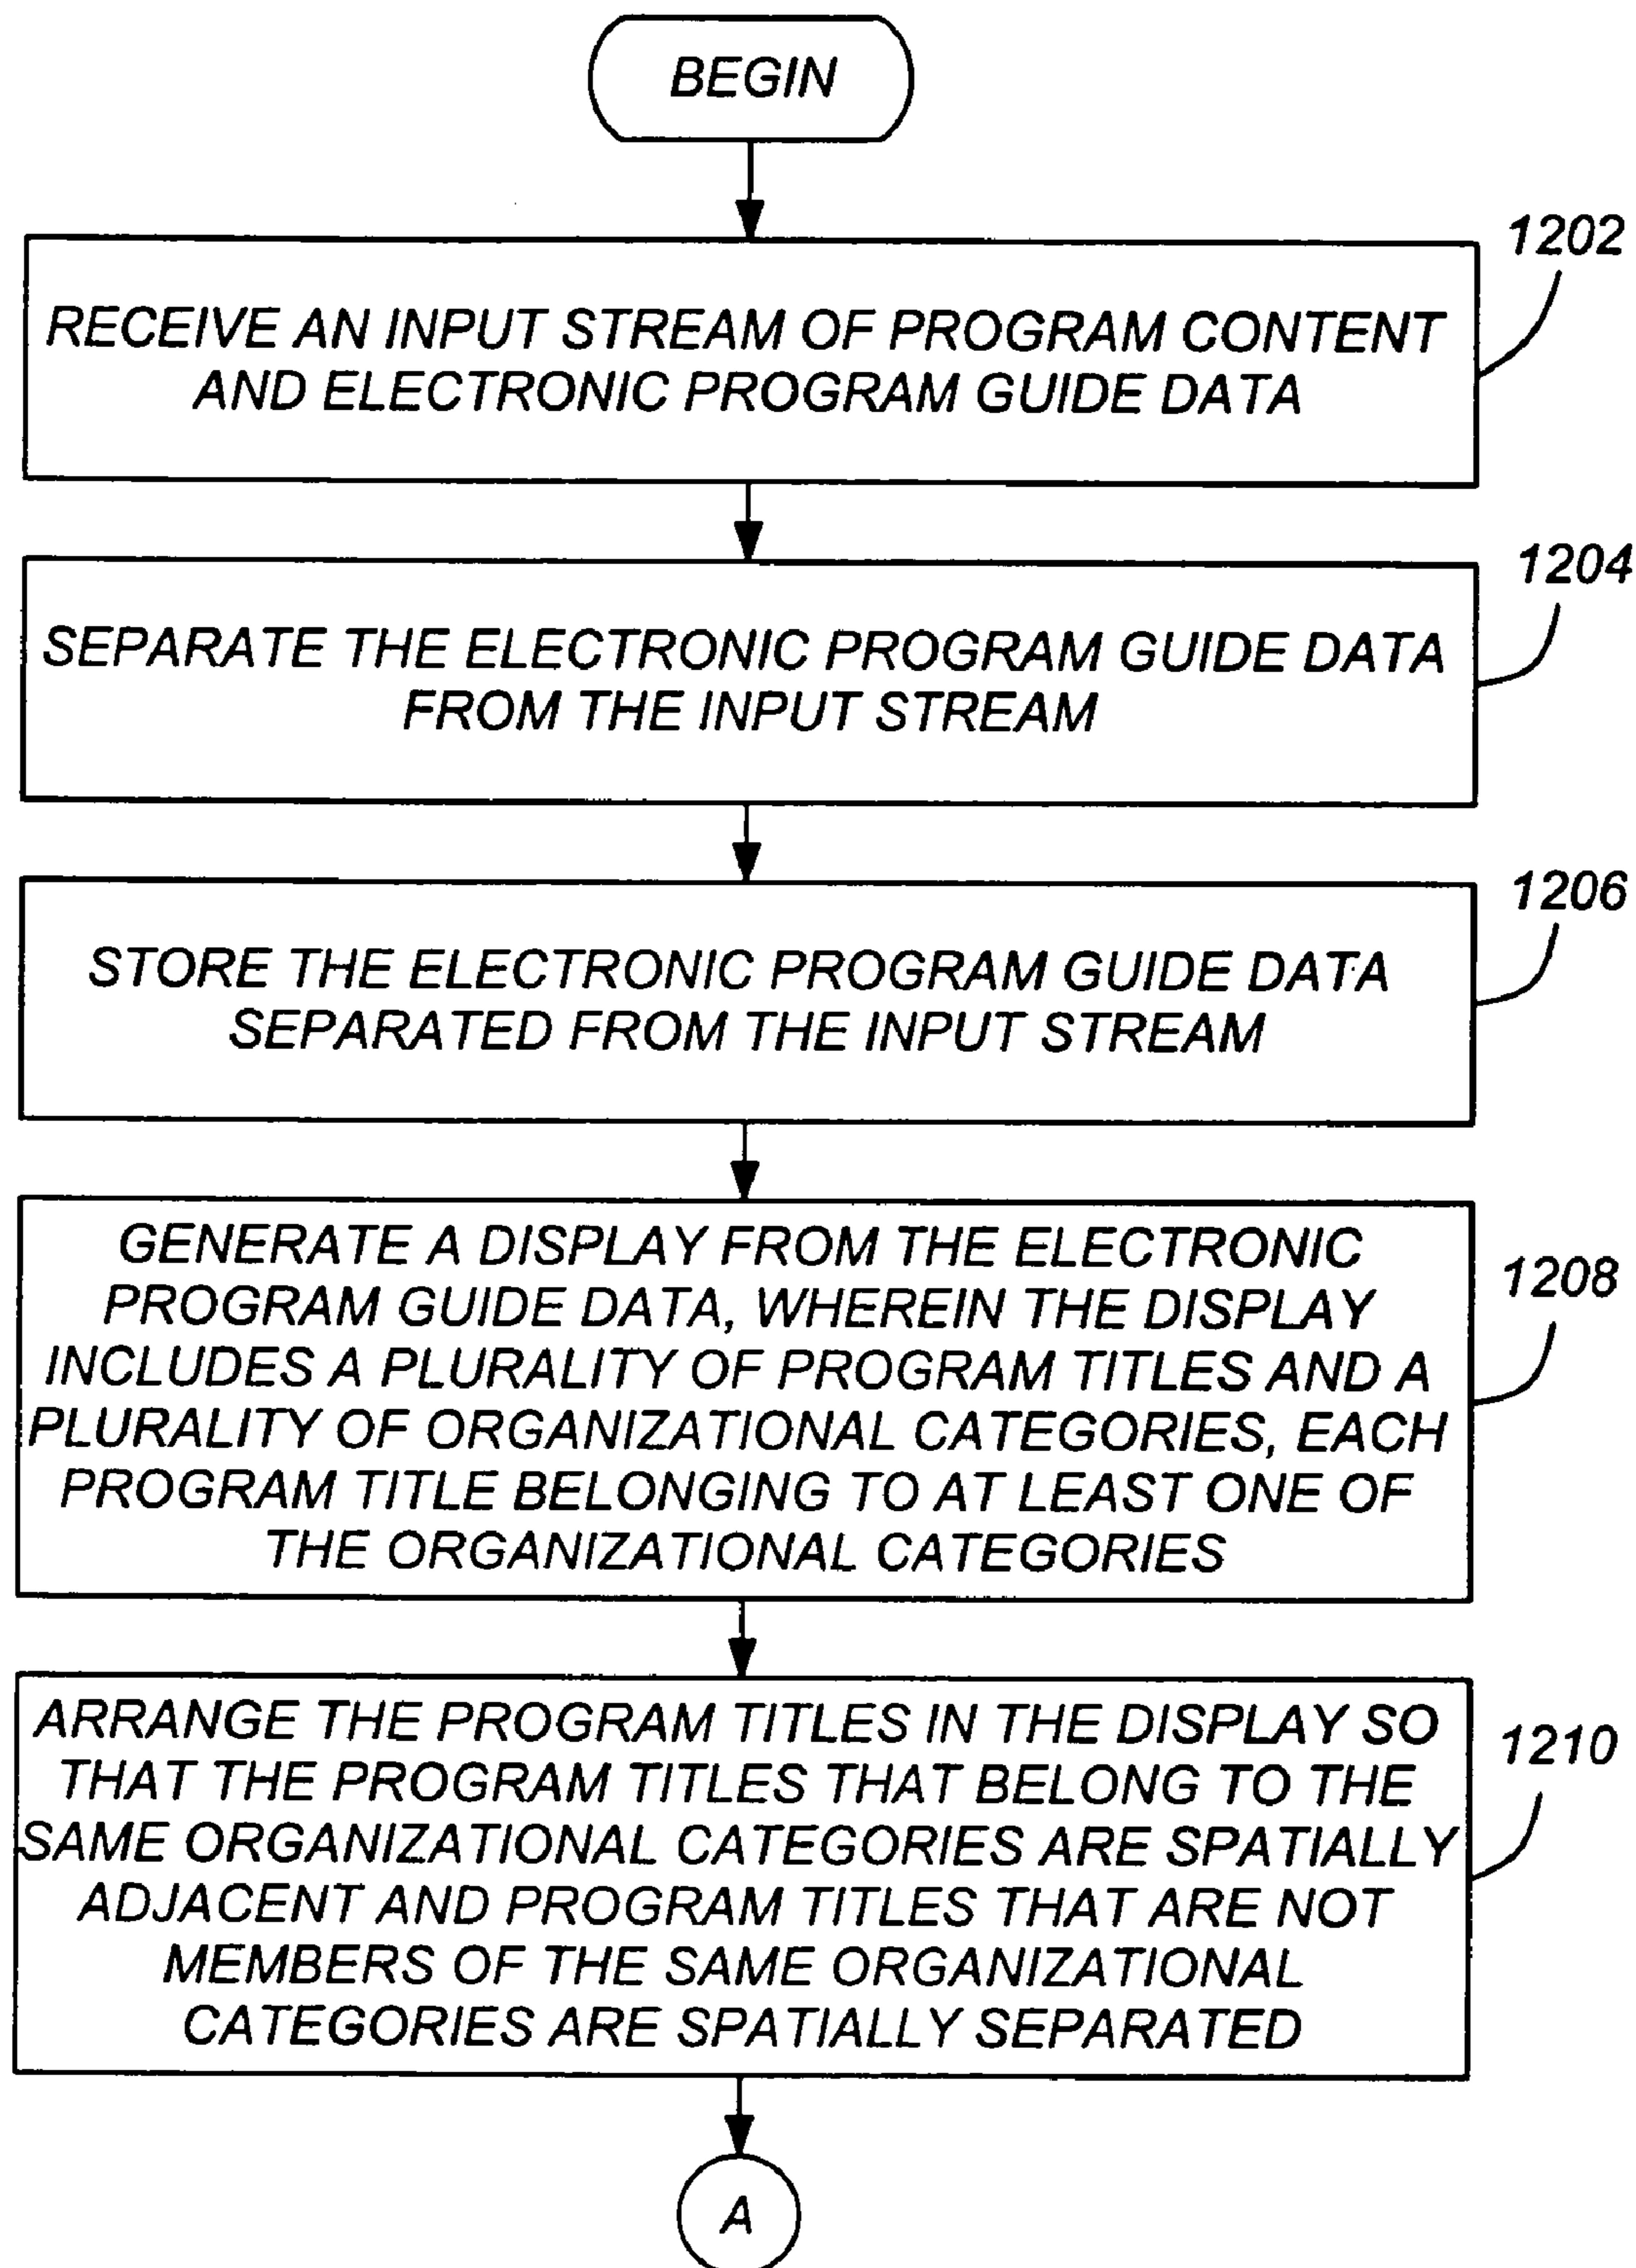 BEGIN
1202
RECEIVE AN INPUT STREAM OF PROGRAM CONTENT
AND ELECTRONIC PROGRAM GUIDE DATA
1204
SEPARATE THE ELECTRONIC PROGRAM GUIDE DATA
FROM THE INPUT STREAM
1206
STORE THE ELECTRONIC PROGRAM GUIDE DATA
SEPARATED FROM THE INPUT STREAM
GENERATE A DISPLAY FROM THE ELECTRONIC
1208
PROGRAM GUIDE DATA, WHEREIN THE DISPLAY
INCLUDES A PLURALITY OF PROGRAM TITLES AND A
PLURALITY OF ORGANIZATIONAL CATEGORIES, EACH
PROGRAM TITLE BELONGING TO AT LEAST ONE OF
THE ORGANIZATIONAL CATEGORIES
ARRANGE THE PROGRAM TITLES IN THE DISPLAY SO
1210
THAT THE PROGRAM TITLES THAT BELONG TO THE
SAME ORGANIZATIONAL CATEGORIES ARE SPATIALLY
ADJACENT AND PROGRAM TITLES THAT ARE NOT
MEMBERS OF THE SAME ORGANIZATIONAL
CATEGORIES ARE SPATIALLY SEPARATED
A